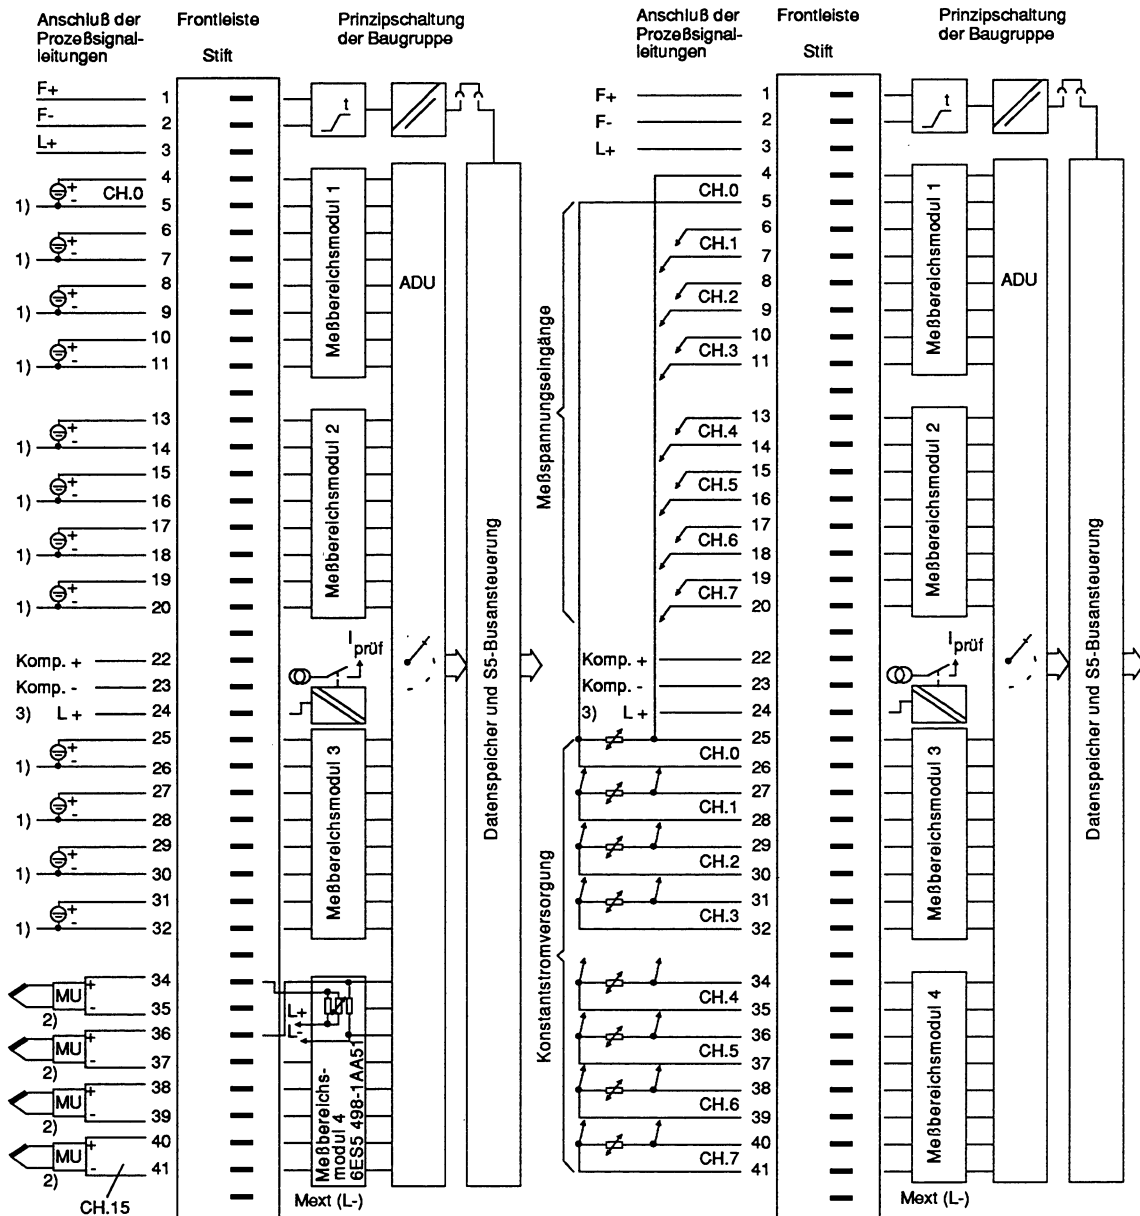 Anschluß der
Prozeßsignal-
leitungen
Frontleiste
Stift
Prinzipschaltung
der Baugruppe
F+
1
F-
2
L+
3
t
4
+
-
CH.0
1)
5
6
+
-
1)
7
8
+
-
1)
9
10
+
-
1)
11
13
+
-
1)
14
15
+
-
1)
16
17
+
-
1)
18
19
+
-
1)
20
Komp. +
22
Komp. -
23
3) L +
24
25
+
-
1)
26
27
+
-
1)
28
29
+
-
1)
30
31
+
-
1)
32
34
MU
+
-
2)
35
36
MU
+
-
2)
37
38
MU
+
-
2)
39
40
MU
+
-
2)
41
CH.15
Meßbereichsmodul 1
Meßbereichsmodul 2
I prüf
Meßbereichsmodul 3
L+
L-
Meßbereichs-
modul 4
6ES5 498-1AA51
Mext (L-)
ADU
Datenspeicher und S5-Busansteuerung
Anschluß der
Prozeßsignal-
leitungen
Frontleiste
Stift
Prinzipschaltung
der Baugruppe
F+
1
F-
2
L+
3
t
Meßspannungseingänge
4
CH.0
5
6
CH.1
7
8
CH.2
9
10
CH.3
11
13
CH.4
14
15
CH.5
16
17
CH.6
18
19
CH.7
20
Komp. +
22
Komp. -
23
3) L +
24
Konstantstromversorgung
25
CH.0
26
27
CH.1
28
29
CH.2
30
31
CH.3
32
34
CH.4
35
36
CH.5
37
38
CH.6
39
40
CH.7
41
Meßbereichsmodul 1
Meßbereichsmodul 2
I prüf
Meßbereichsmodul 3
Meßbereichsmodul 4
Mext (L-)
ADU
Datenspeicher und S5-Busansteuerung